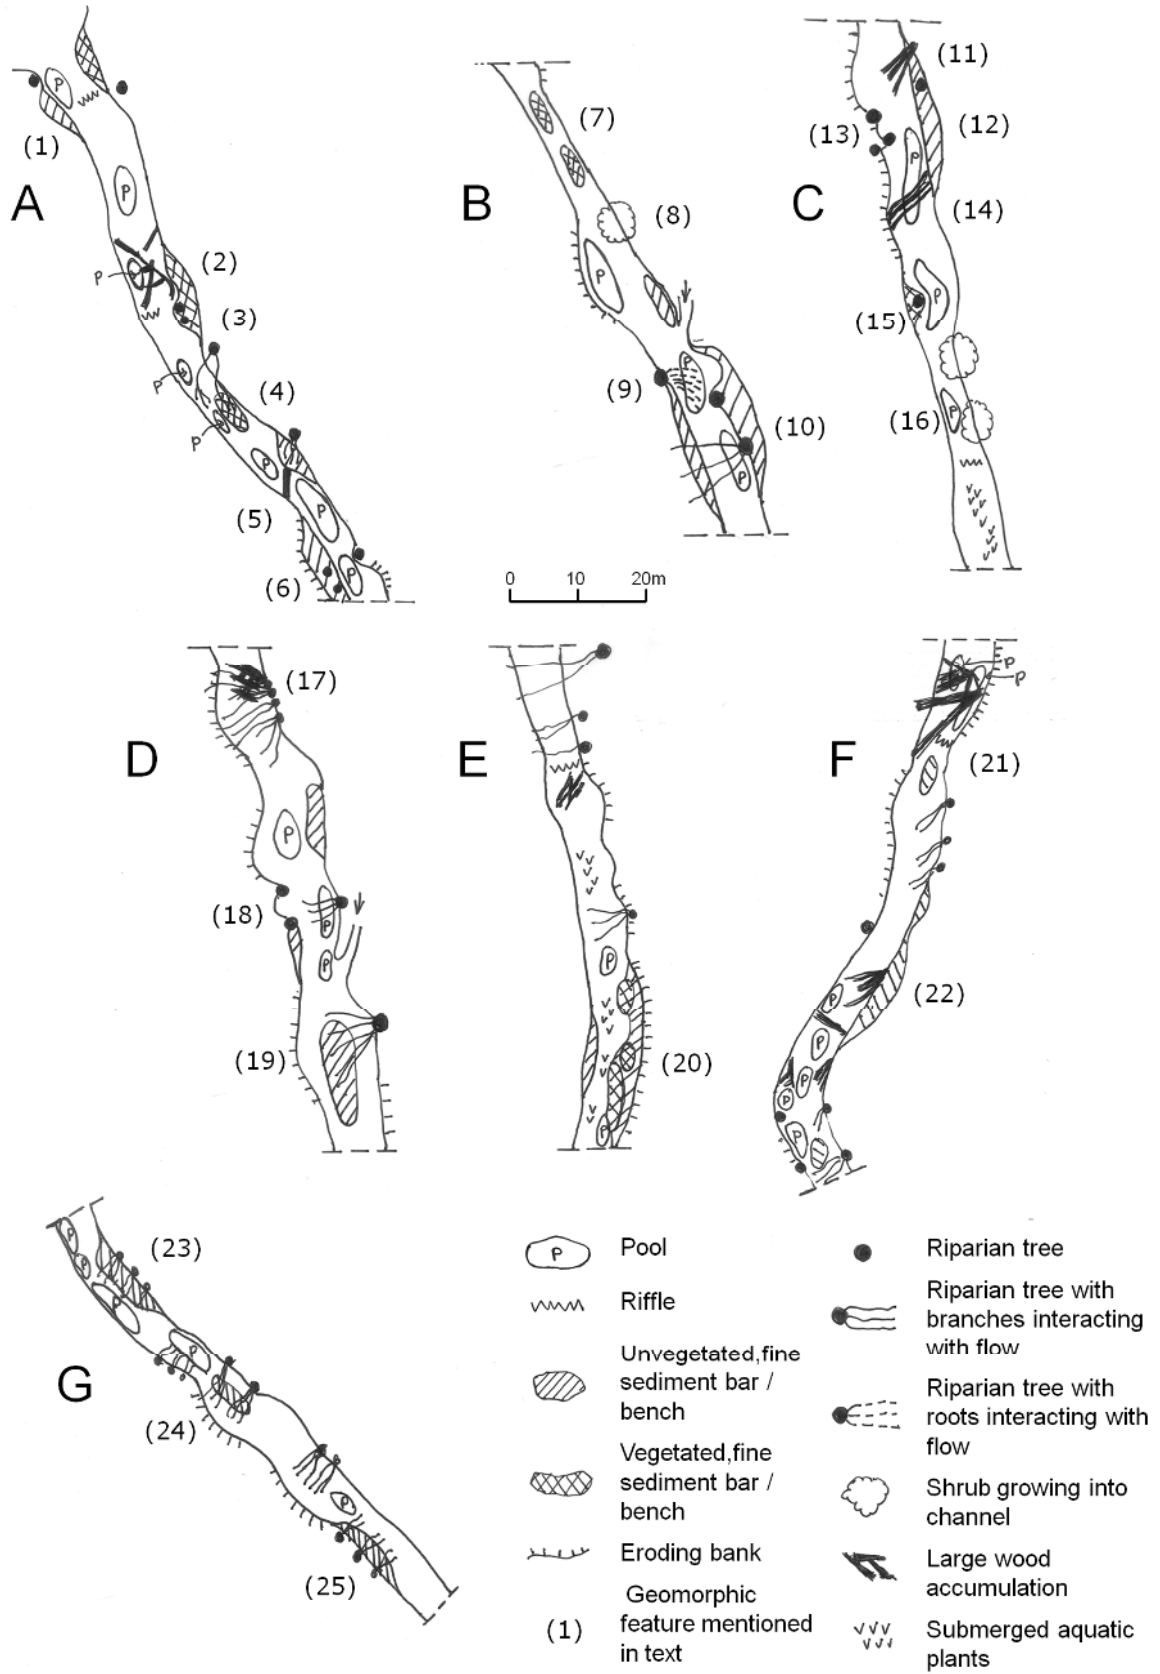 (11)
P
(7)
(12)
(1)
(13)
P
A
P
B
(8)
C
(14)
P
(2)
P
P
(3)
(15)
P
(9)
P
(4)
P
(16)
P
(10)
P
P
(5)
P
(6)
P
0 10 20m
(17)
P
P
(21)
D
E
F
P
(18)
P
P
P
(22)
P
(19)
(20)
P
P
P
P
P
P
(23)
P
P
P
G
(24)
P
(25)
P
Pool
Riffle
Unvegetated,fine
sediment bar /
bench
Vegetated,fine
sediment bar /
bench
Eroding bank
(1)
Geomorphic
feature mentioned
in text
Riparian tree
Riparian tree with
branches interacting
with flow
Riparian tree with
roots interacting with
flow
Shrub growing into
channel
Large wood
accumulation
Submerged aquatic
plants